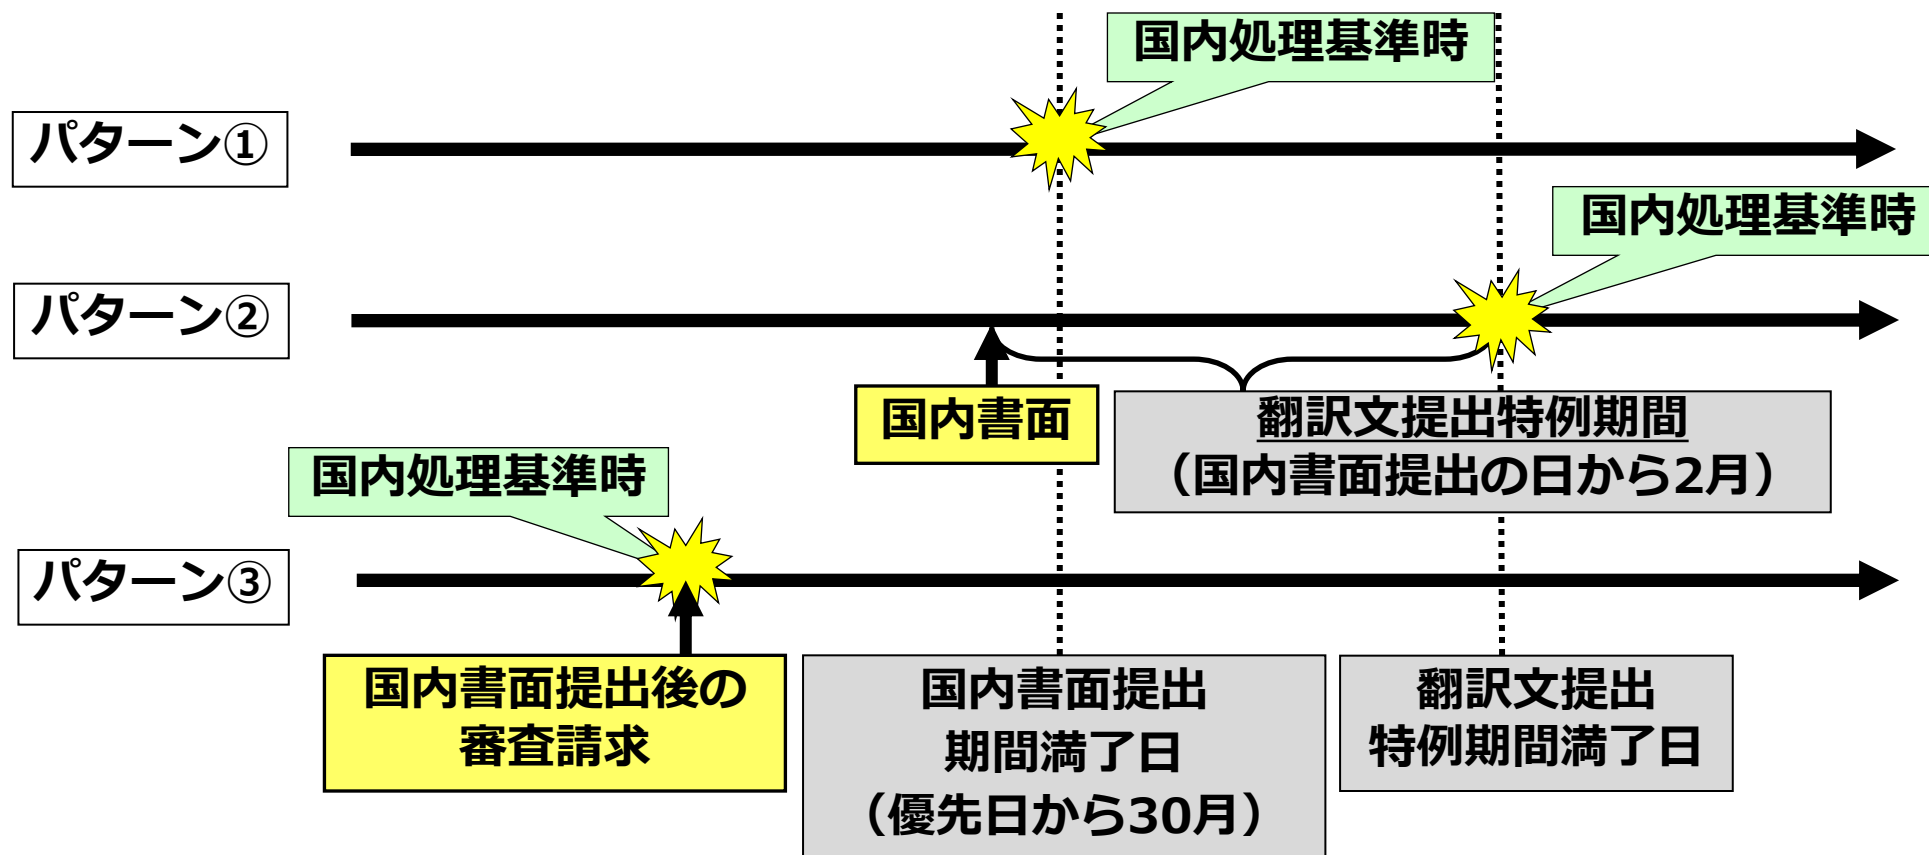 国内処理基準時
パターン①
国内処理基準時
パターン②
国内書面
翻訳文提出特例期間
（国内書面提出の日から2月）
国内処理基準時
パターン③
国内書面提出後の
審査請求
国内書面提出
期間満了日
（優先日から30月）
翻訳文提出
特例期間満了日